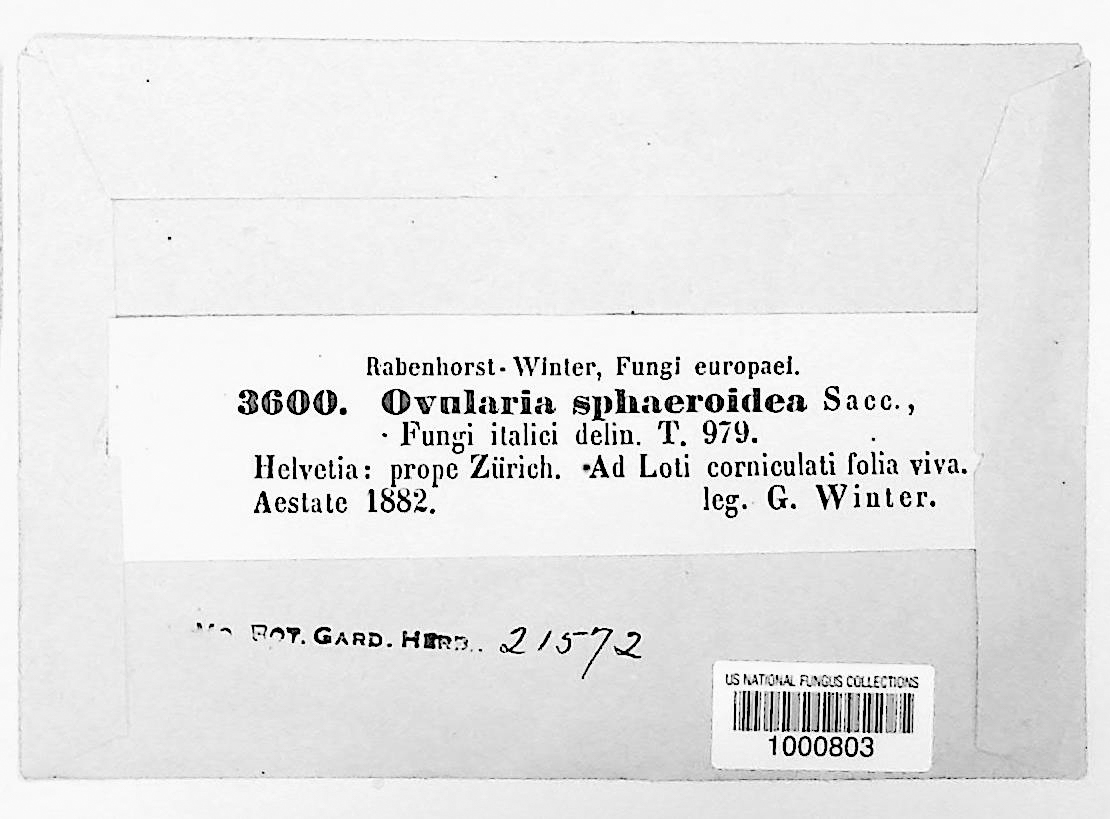 Rabenhorst-Winter, Fungi europaei.
3600. Ovularia sphaeroidea Sacc.,
Fungi italici delin. T. 979.
Helvetia: prope Zürich. Ad Loti corniculati folia viva.
Aestate 1882. leg. G. Winter.
Mo. Bot. Gard. Herb. 21572
US NATIONAL FUNGUS COLLECTIONS
1000803